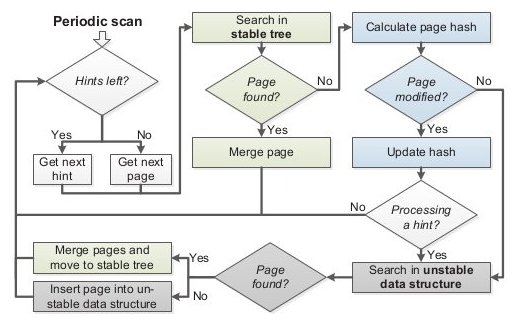 Periodic scan
Hints left?
Yes
No
Get next
hint
Get next
page
Search in
stable tree
Page
found?
No
Yes
Merge page
Calculate page hash
Page
modified?
No
Yes
Update hash
Processing
a hint?
No
Yes
Search in unstable
data structure
Page
found?
Yes
No
Merge pages and
move to stable tree
Insert page into un-
stable data structure